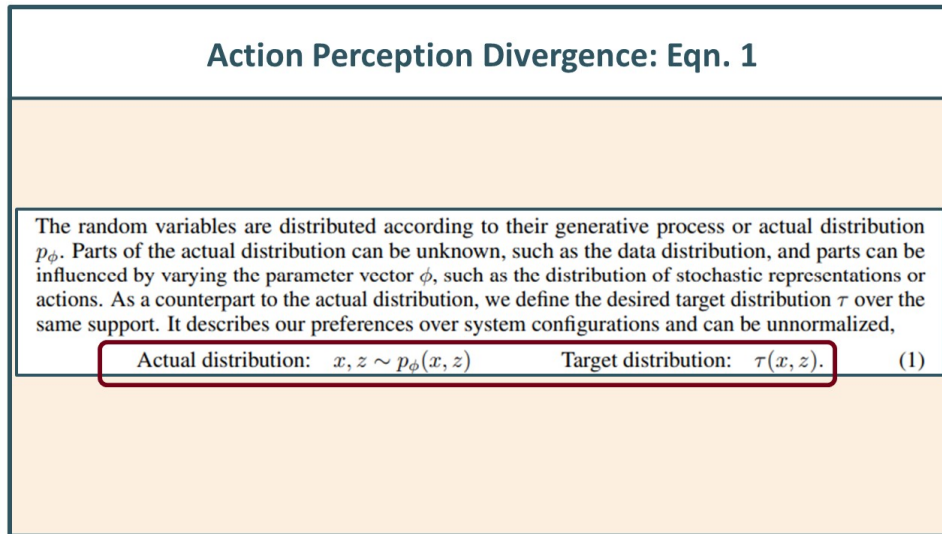 Action Perception Divergence: Eqn. 1
The random variables are distributed according to their generative process or actual distribution
p_ϕ. Parts of the actual distribution can be unknown, such as the data distribution, and parts can be
influenced by varying the parameter vector ϕ, such as the distribution of stochastic representations or
actions. As a counterpart to the actual distribution, we define the desired target distribution τ over the
same support. It describes our preferences over system configurations and can be unnormalized,
Actual distribution: x, z ∼ p_ϕ(x, z) Target distribution: τ(x, z). (1)